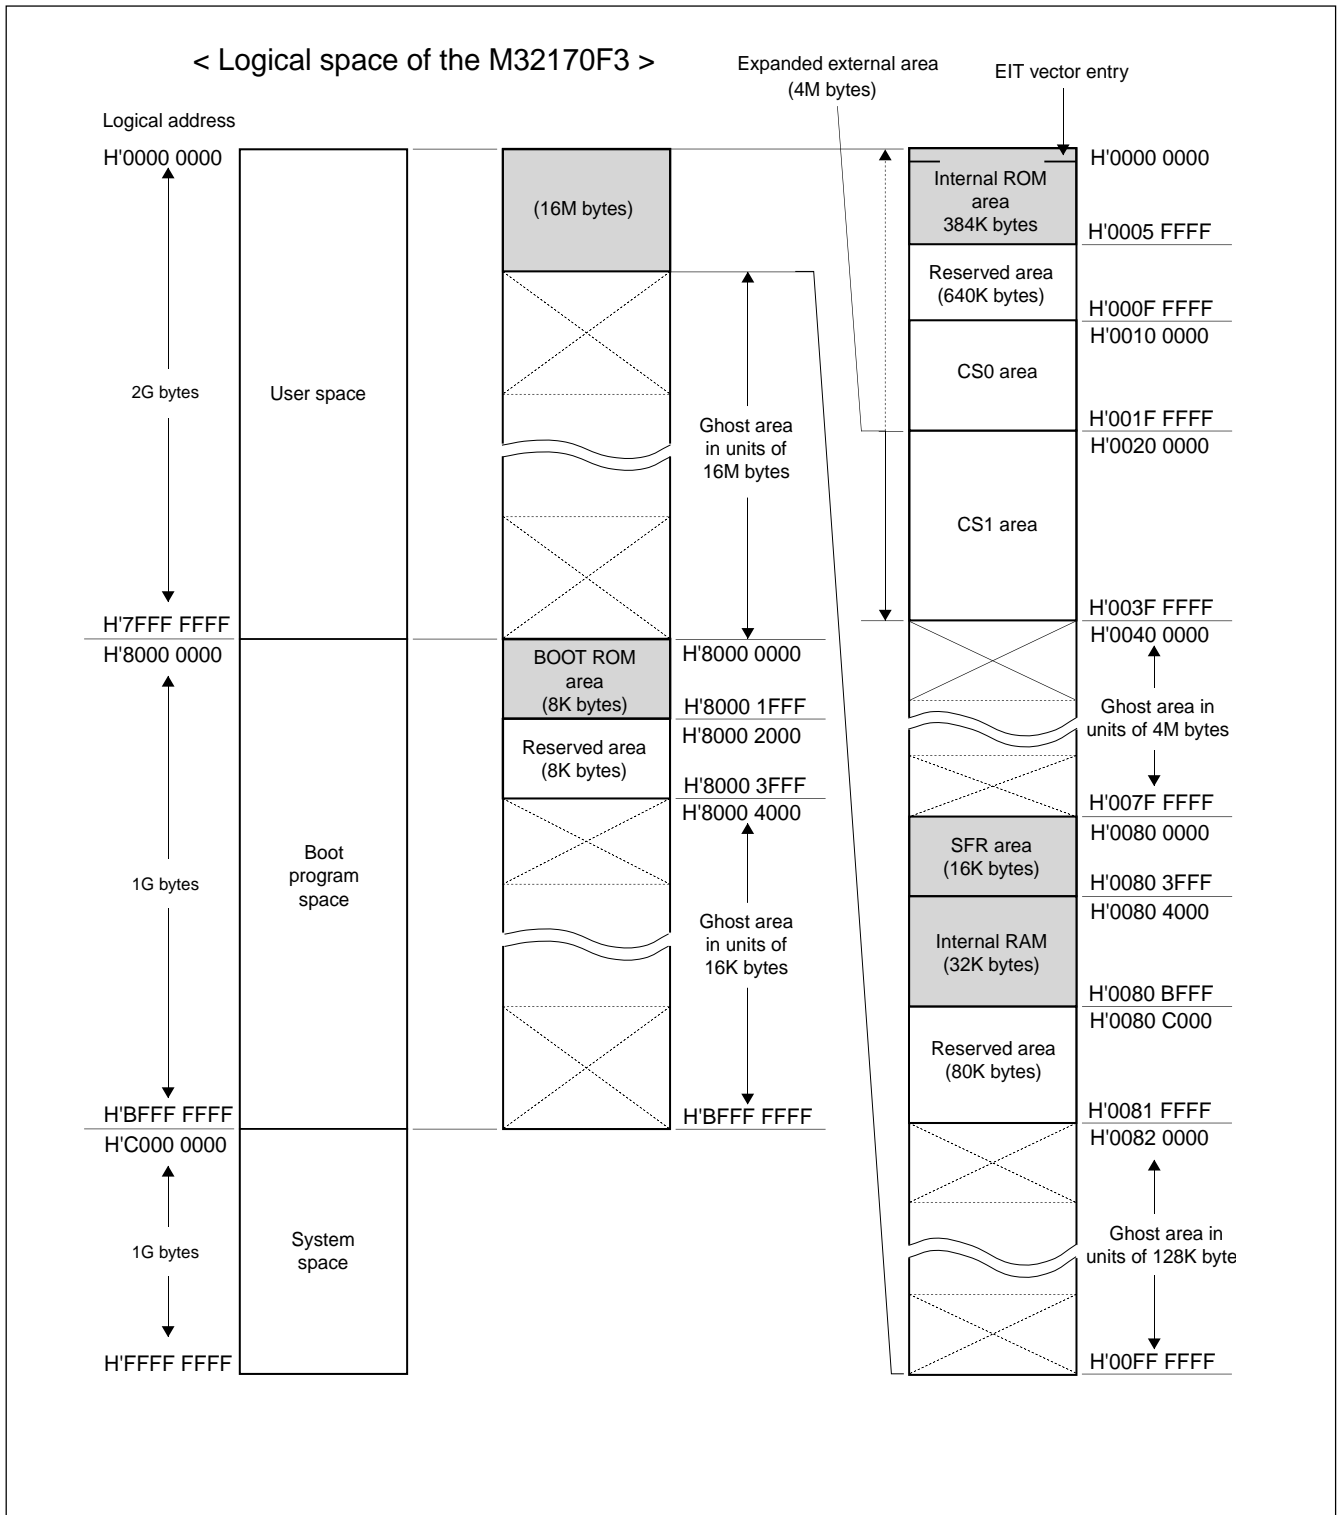 < Logical space of the M32170F3 >
Expanded external area
(4M bytes)
EIT vector entry
Logical address
H'0000 0000
2G bytes
H'7FFF FFFF
H'8000 0000
1G bytes
H'BFFF FFFF
H'C000 0000
1G bytes
H'FFFF FFFF
User space
Boot
program
space
System
space
(16M bytes)
Ghost area
in units of
16M bytes
BOOT ROM
area
(8K bytes)
Reserved area
(8K bytes)
H'8000 0000
H'8000 1FFF
H'8000 2000
H'8000 3FFF
H'8000 4000
Ghost area
in units of
16K bytes
H'BFFF FFFF
Internal ROM
area
384K bytes
Reserved area
(640K bytes)
CS0 area
CS1 area
SFR area
(16K bytes)
Internal RAM
(32K bytes)
Reserved area
(80K bytes)
H'0000 0000
H'0005 FFFF
H'000F FFFF
H'0010 0000
H'001F FFFF
H'0020 0000
H'003F FFFF
H'0040 0000
Ghost area in
units of 4M bytes
H'007F FFFF
H'0080 0000
H'0080 3FFF
H'0080 4000
H'0080 BFFF
H'0080 C000
H'0081 FFFF
H'0082 0000
Ghost area in
units of 128K byte
H'00FF FFFF